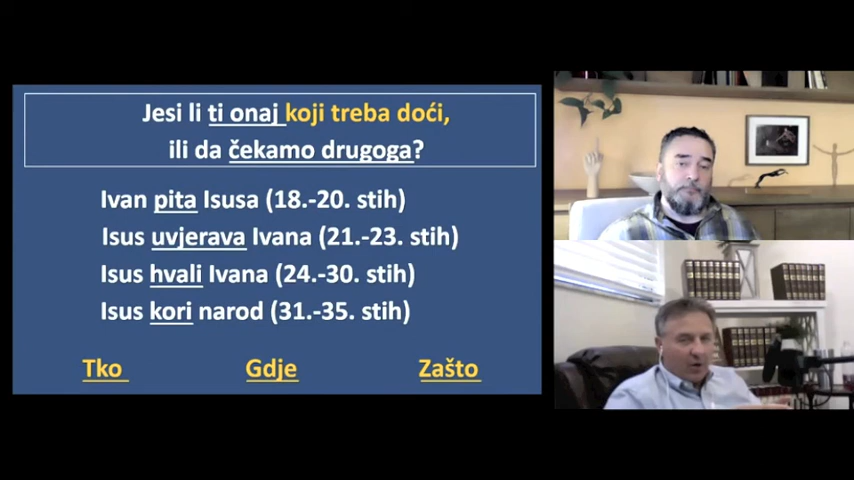 Jesi li ti onaj koji treba doći,
ili da čekamo drugoga?
Ivan pita Isusa (18.-20. stih)
Isus uvjerava Ivana (21.-23. stih)
Isus hvali Ivana (24.-30. stih)
Isus kori narod (31.-35. stih)
Tko Gdje Zašto